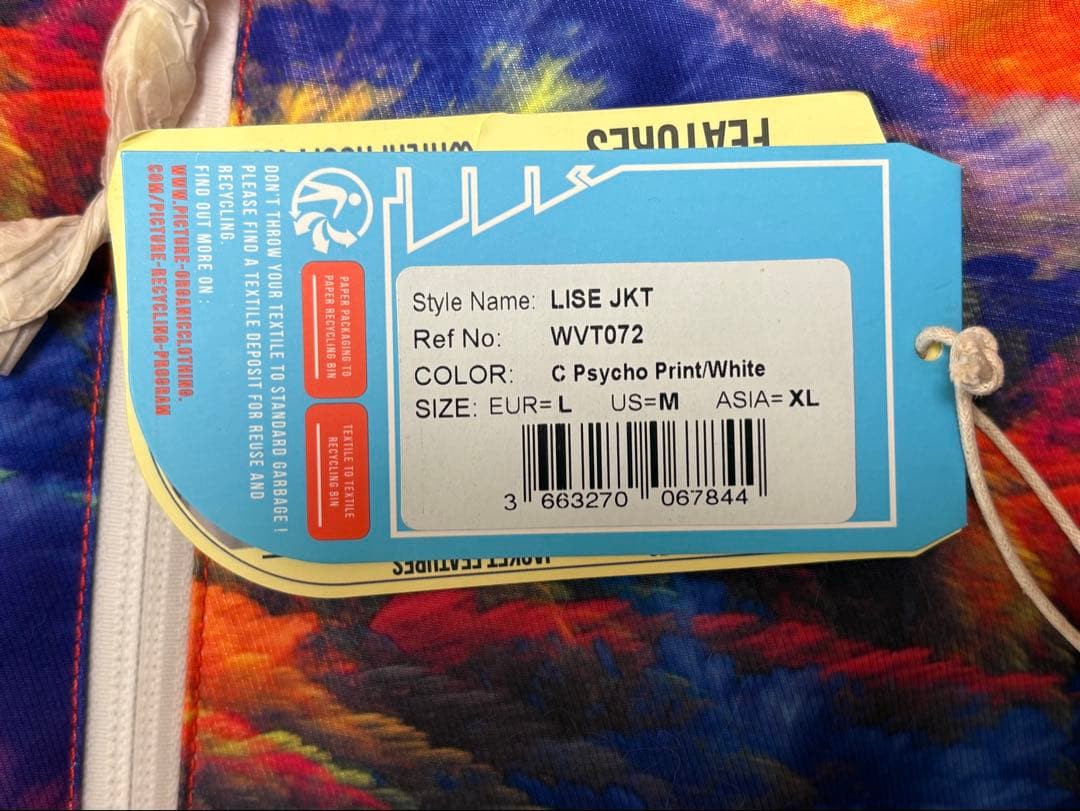 FEATURES
Style Name: LISE JKT
Ref No: WVT072
COLOR: C Psycho Print/White
SIZE: EUR=L US=M ASIA=XL
3 663270 067844
PAPER PACKAGING TO
PAPER RECYCLING BIN
TEXTILE TO TEXTILE
RECYCLING BIN
DON'T THROW YOUR TEXTILE TO STANDARD GARBAGE !
PLEASE FIND A TEXTILE DEPOSIT FOR REUSE AND
RECYCLING.
FIND OUT MORE ON :
WWW.PICTURE-ORGANICCLOTHING.
COM/PICTURE-RECYCLING-PROGRAM
JACKET FEATURES